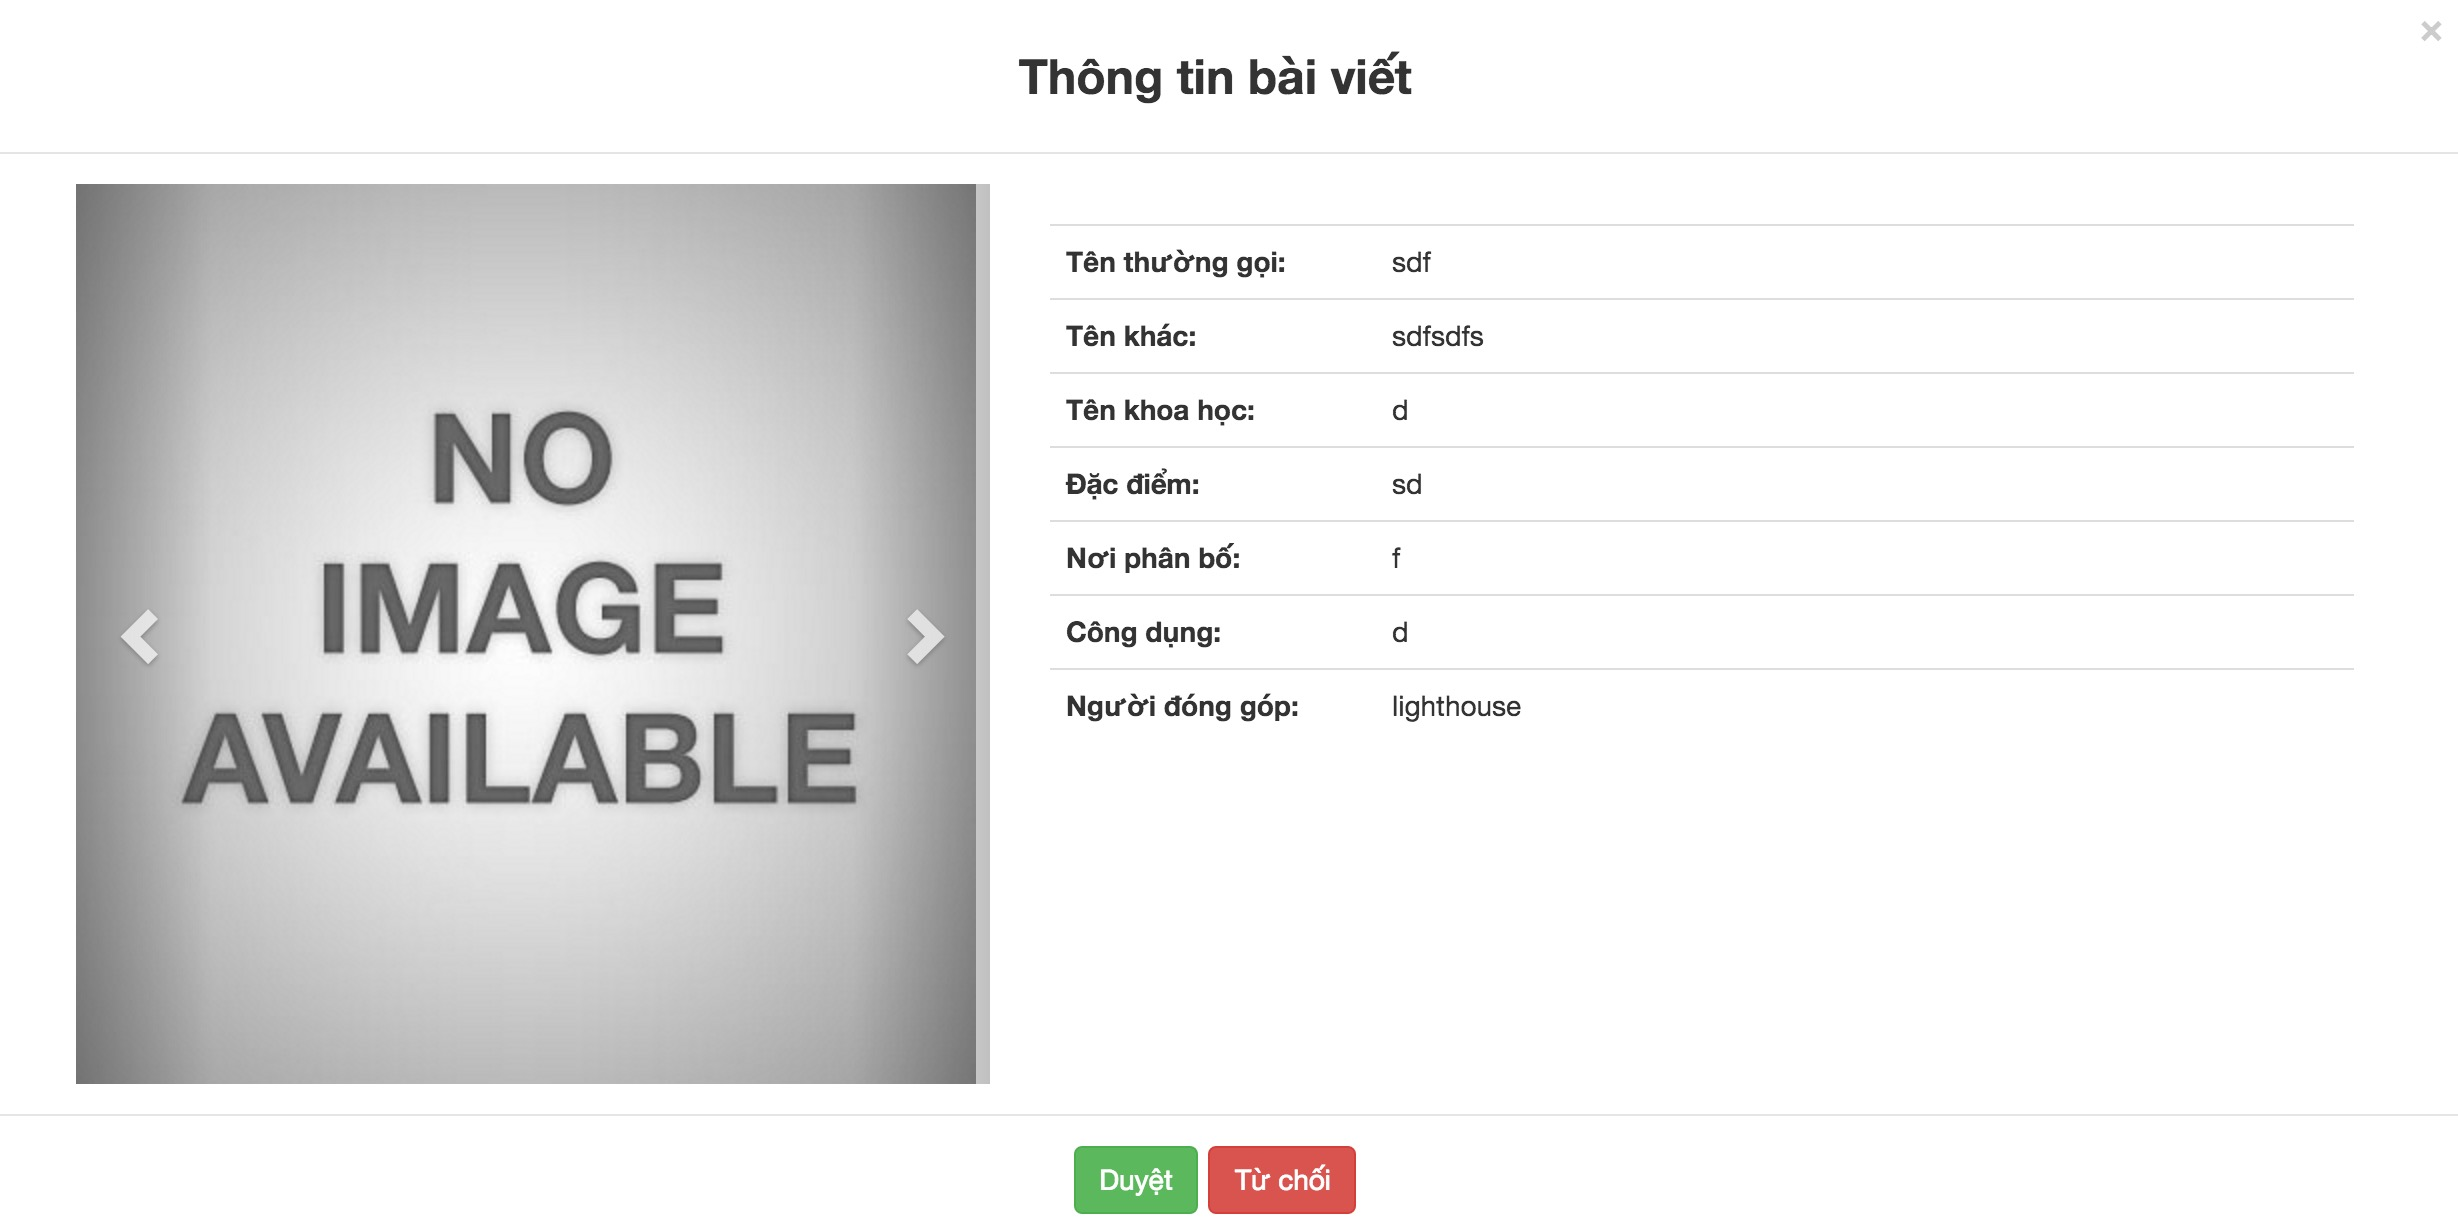 Thông tin bài viết
NO
IMAGE
AVAILABLE
Tên thường gọi: sdf
Tên khác: sdfsdfs
Tên khoa học: d
Đặc điểm: sd
Nơi phân bố: f
Công dụng: d
Người đóng góp: lighthouse
Duyệt Từ chối